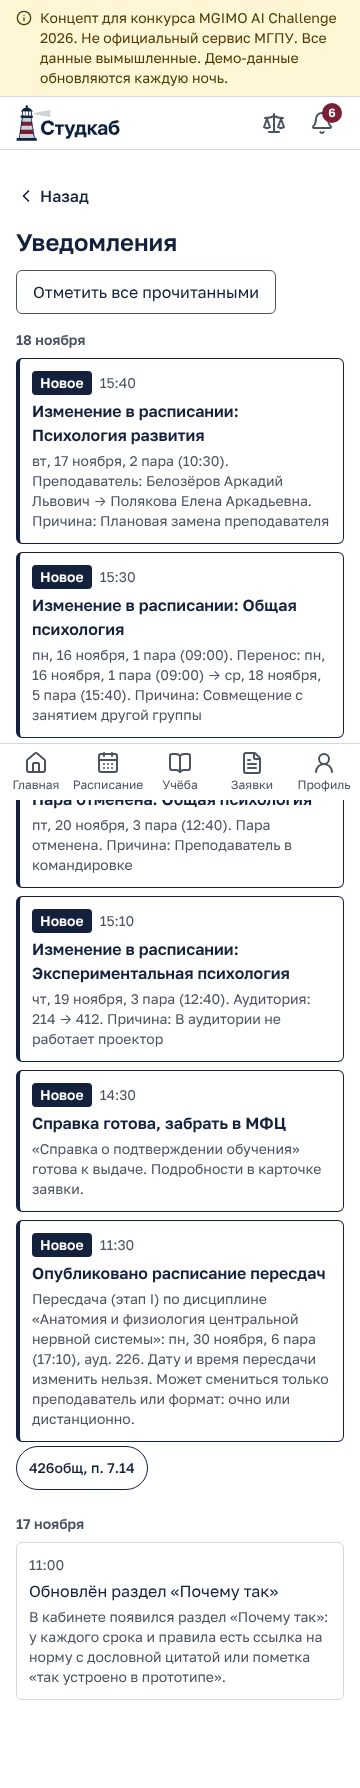 Концепт для конкурса MGIMO AI Challenge
2026. Не официальный сервис МГПУ. Все
данные вымышленные. Демо-данные
обновляются каждую ночь.
Студкаб
6
Назад
Уведомления
Отметить все прочитанными
18 ноября
Новое 15:40
Изменение в расписании:
Психология развития
вт, 17 ноября, 2 пара (10:30).
Преподаватель: Белозёров Аркадий
Львович → Полякова Елена Аркадьевна.
Причина: Плановая замена преподавателя
Новое 15:30
Изменение в расписании: Общая
психология
пн, 16 ноября, 1 пара (09:00). Перенос: пн,
16 ноября, 1 пара (09:00) → ср, 18 ноября,
5 пара (15:40). Причина: Совмещение с
занятием другой группы
Главная Расписание Учёба Заявки Профиль
Пара отменена: Общая психология
пт, 20 ноября, 3 пара (12:40). Пара
отменена. Причина: Преподаватель в
командировке
Новое 15:10
Изменение в расписании:
Экспериментальная психология
чт, 19 ноября, 3 пара (12:40). Аудитория:
214 → 412. Причина: В аудитории не
работает проектор
Новое 14:30
Справка готова, забрать в МФЦ
«Справка о подтверждении обучения»
готова к выдаче. Подробности в карточке
заявки.
Новое 11:30
Опубликовано расписание пересдач
Пересдача (этап I) по дисциплине
«Анатомия и физиология центральной
нервной системы»: пн, 30 ноября, 6 пара
(17:10), ауд. 226. Дату и время пересдачи
изменить нельзя. Может смениться только
преподаватель или формат: очно или
дистанционно.
426общ, п. 7.14
17 ноября
11:00
Обновлён раздел «Почему так»
В кабинете появился раздел «Почему так»:
у каждого срока и правила есть ссылка на
норму с дословной цитатой или пометка
«так устроено в прототипе».